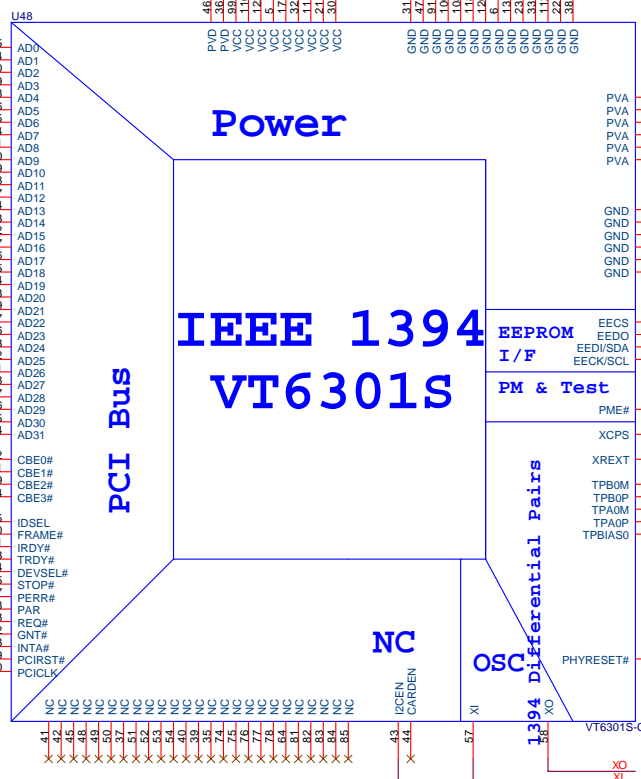 U48
46 36 99 12 5 17 32 21 30
31 47 91 12 6 13 23 33 22 38
PVD PVD VCC VCC VCC VCC VCC VCC VCC VCC VCC
GND GND GND GND GND GND GND GND GND GND GND GND GND GND
AD0
AD1
AD2
AD3
AD4
AD5
AD6
AD7
AD8
AD9
AD10
AD11
AD12
AD13
AD14
AD15
AD16
AD17
AD18
AD19
AD20
AD21
AD22
AD23
AD24
AD25
AD26
AD27
AD28
AD29
AD30
AD31
CBE0#
CBE1#
CBE2#
CBE3#
IDSEL
FRAME#
IRDY#
TRDY#
DEVSEL#
STOP#
PERR#
PAR
REQ#
GNT#
INTA#
PCIRST#
PCICLK
Power
IEEE 1394
VT6301S
PCI Bus
PVA
PVA
PVA
PVA
PVA
PVA
GND
GND
GND
GND
GND
GND
EEPROM
I/F
EECS
EEDO
EEDI/SDA
EECK/SCL
PM & Test
PME#
XCPS
XREXT
TPB0M
TPB0P
TPA0M
TPA0P
TPBIAS0
1394 Differential Pairs
PHYRESET#
NC
OSC
NC NC NC NC NC NC NC NC NC NC NC NC NC NC NC NC NC NC NC NC NC NC NC NC NC
I2CEN
CARDEN
XI
XO
41 42 45 48 49 50 37 51 52 53 54 40 39 35 74 75 76 77 78 64 81 82 83 84 85
43 44 57 58
VT6301S-
XO
XI